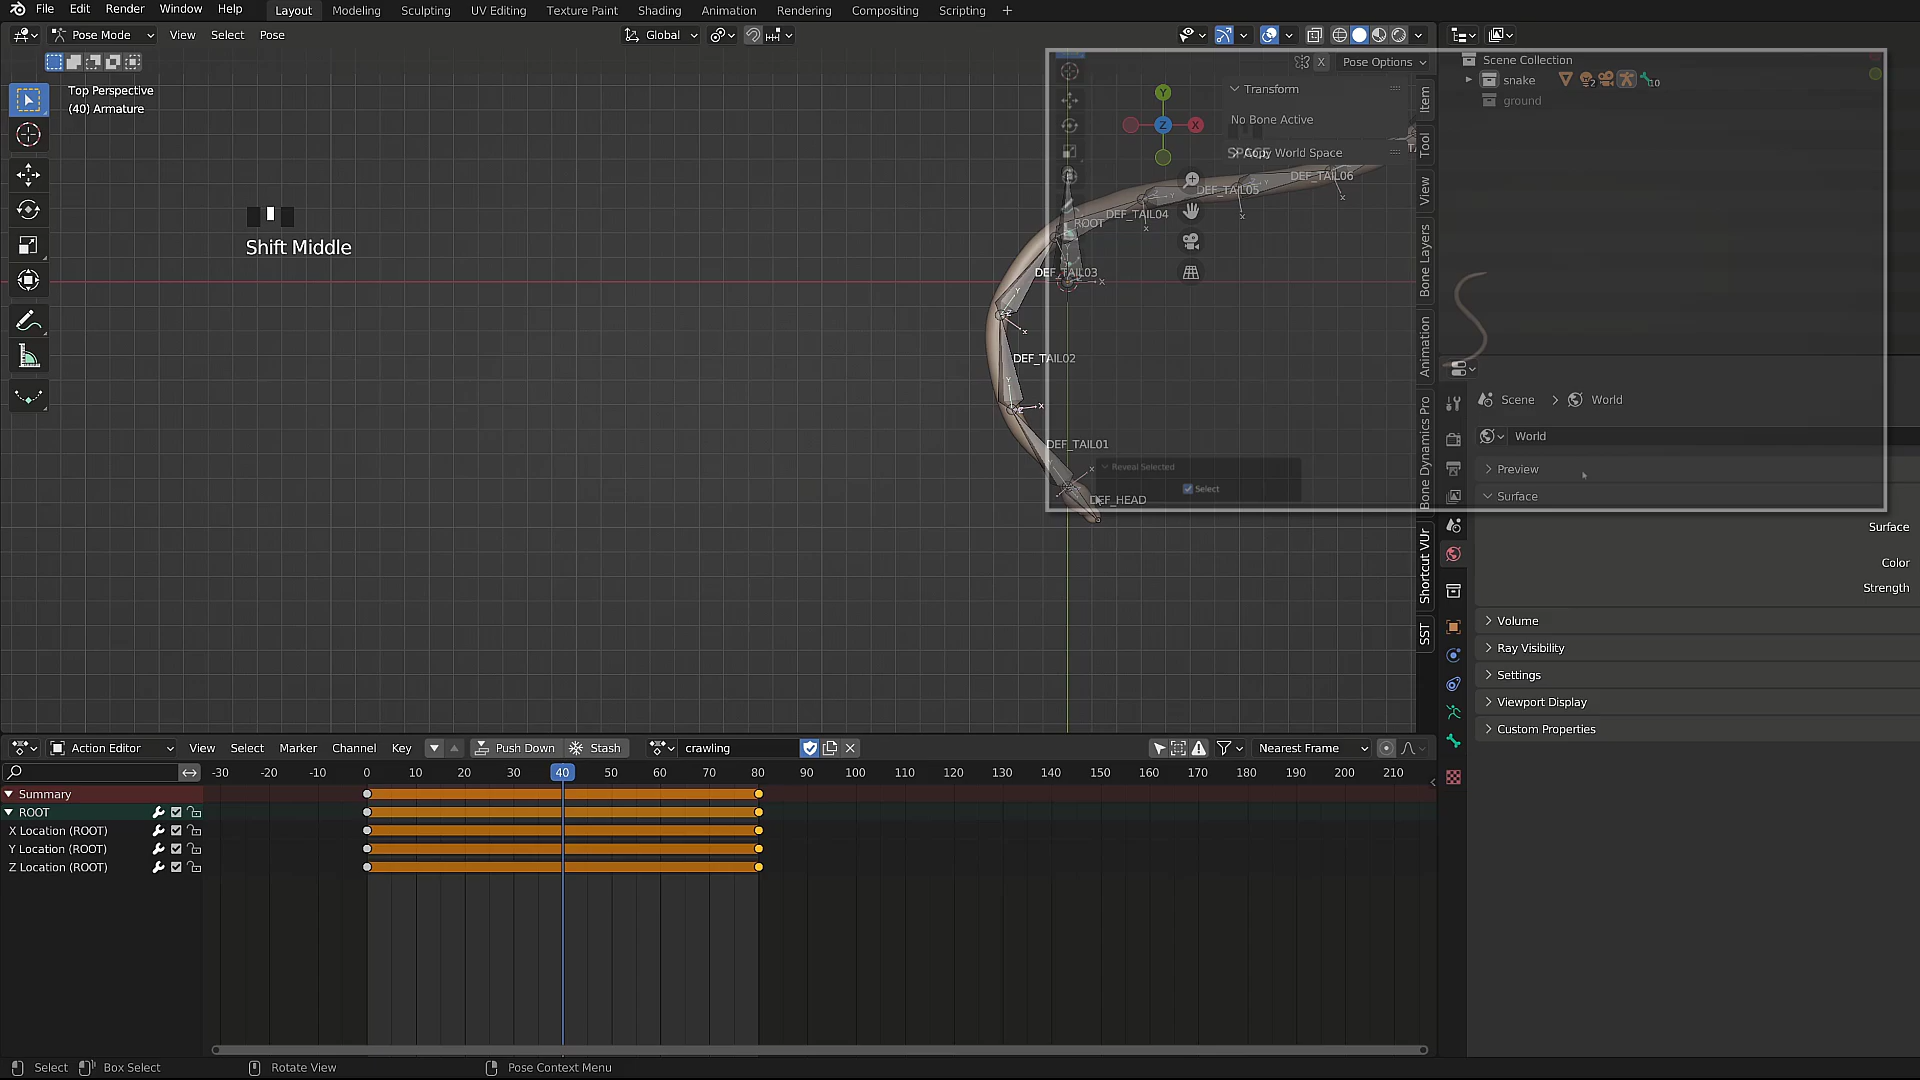 File Edit Render Window Help Layout Modeling Sculpting UV Editing Texture Paint Shading Animation Rendering Compositing Scripting +
Pose Mode View Select Pose Global
X Pose Options
Top Perspective
(40) Armature
Shift Middle
Y
Z
X
Transform
No Bone Active
Copy World Space
Item
Tool
View
Bone Layers
Animation
Bone Dynamics Pro
Shortcut VUr
SST
DEF_TAIL06
DEF_TAIL05
DEF_TAIL04
ROOT
DEF_TAIL03
DEF_TAIL02
DEF_TAIL01
DEF_HEAD
Reveal Selected
Select
Scene Collection
snake 2 10
ground
Scene > World
World
Preview
Surface
Surface
Color
Strength
Volume
Ray Visibility
Settings
Viewport Display
Custom Properties
Action Editor View Select Marker Channel Key Push Down Stash crawling Nearest Frame
-30 -20 -10 0 10 20 30 40 50 60 70 80 90 100 110 120 130 140 150 160 170 180 190 200 210
Summary
ROOT
X Location (ROOT)
Y Location (ROOT)
Z Location (ROOT)
Select Box Select Rotate View Pose Context Menu